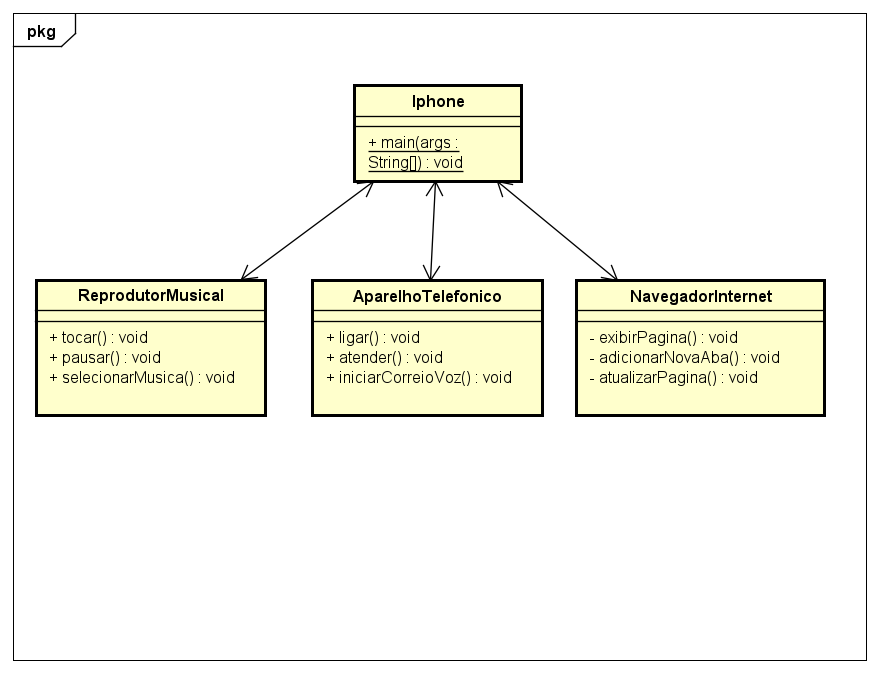 pkg
Iphone
+ main(args :
String[]) : void
ReprodutorMusical
+ tocar() : void
+ pausar() : void
+ selecionarMusica() : void
AparelhoTelefonico
+ ligar() : void
+ atender() : void
+ iniciarCorreioVoz() : void
NavegadorInternet
- exibirPagina() : void
- adicionarNovaAba() : void
- atualizarPagina() : void